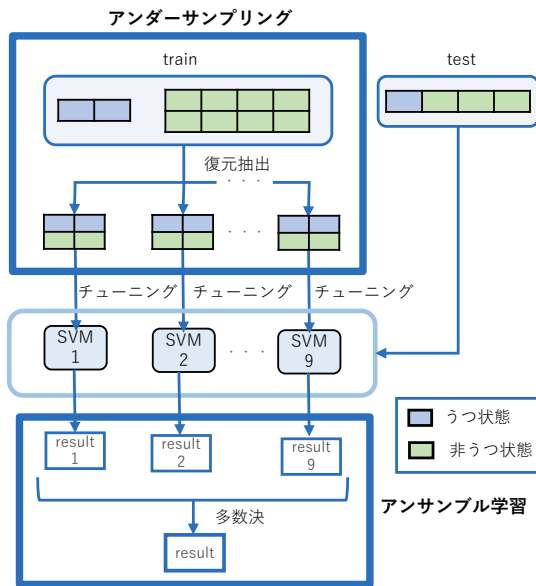 アンダーサンプリング
train
test
復元抽出
· · ·
· · ·
チューニング
チューニング
チューニング
SVM
1
SVM
2
· · ·
SVM
9
うつ状態
非うつ状態
result
1
result
2
result
9
アンサンブル学習
多数決
result